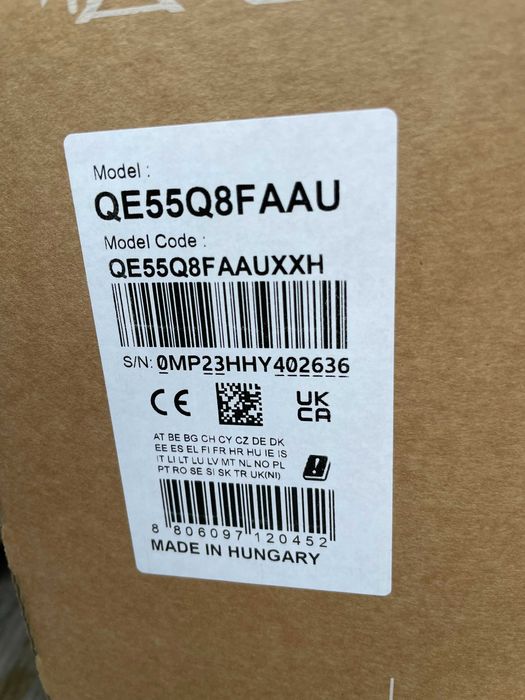 Model :
QE55Q8FAAU
Model Code :
QE55Q8FAAUXXH
S/N: 0MP23HHY402636
CE
UK
CA
AT BE BG CH CY CZ DE DK
EE ES EL FI FR HR HU IE IS
IT LI LT LU LV MT NL NO PL
PT RO SE SI SK TR UK(NI)
8 806097 120452
MADE IN HUNGARY